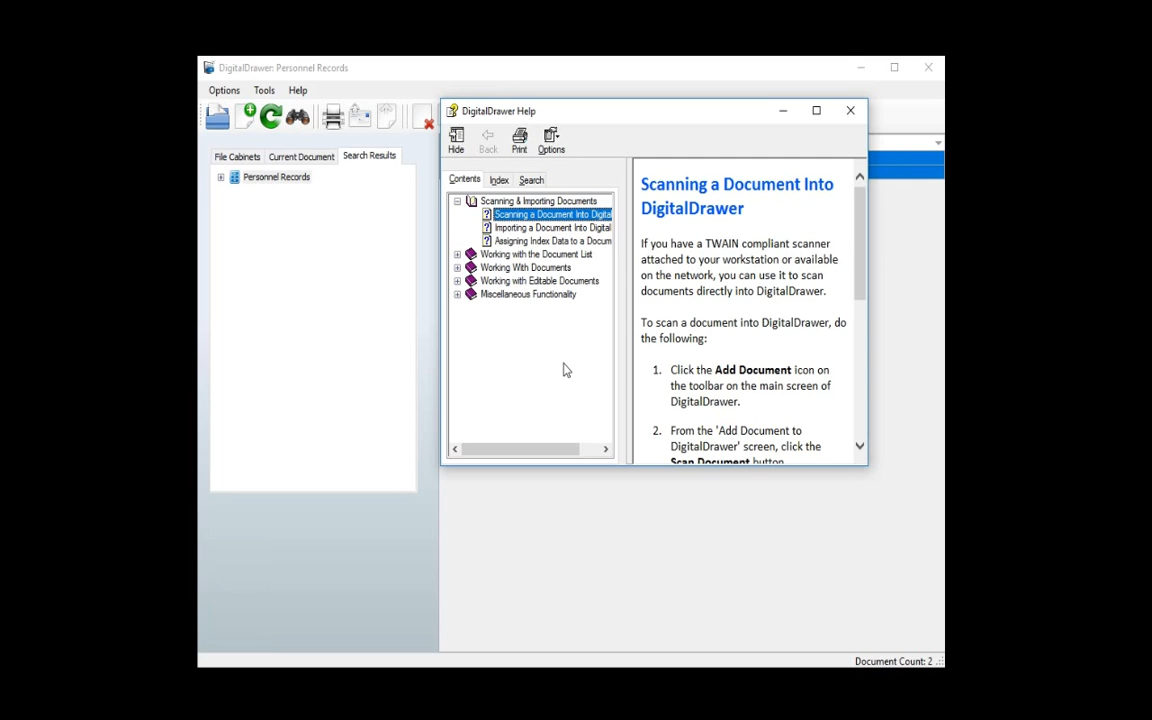 DigitalDrawer: Personnel Records
Options Tools Help
DigitalDrawer Help
Hide Back Print Options
File Cabinets Current Document Search Results
Personnel Records
Contents Index Search
Scanning & Importing Documents
Scanning a Document Into Digital
Importing a Document Into Digital
Assigning Index Data to a Docum
Working with the Document List
Working With Documents
Working with Editable Documents
Miscellaneous Functionality
Scanning a Document Into
DigitalDrawer
If you have a TWAIN compliant scanner
attached to your workstation or available
on the network, you can use it to scan
documents directly into DigitalDrawer.
To scan a document into DigitalDrawer, do
the following:
1. Click the Add Document icon on
the toolbar on the main screen of
DigitalDrawer.
2. From the 'Add Document to
DigitalDrawer' screen, click the
Scan Document button
Document Count: 2